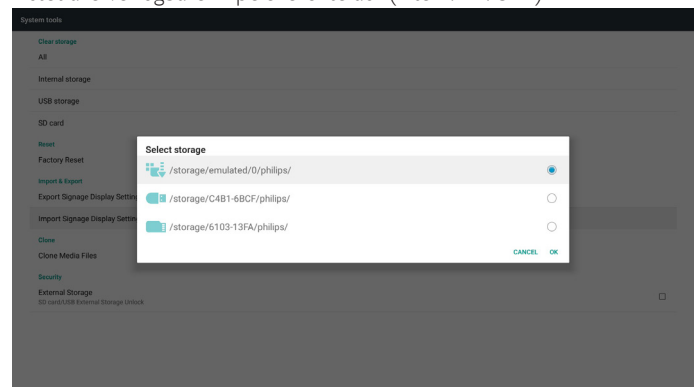 System tools
Clear storage
All
Internal storage
USB storage
SD card
Reset
Factory Reset
Import & Export
Export Signage Display Setting
Import Signage Display Setting
Clone
Clone Media Files
Security
External Storage
SD card/USB External Storage Unlock
Select storage
/storage/emulated/0/philips/
/storage/C4B1-6BCF/philips/
/storage/6103-13FA/philips/
CANCEL OK